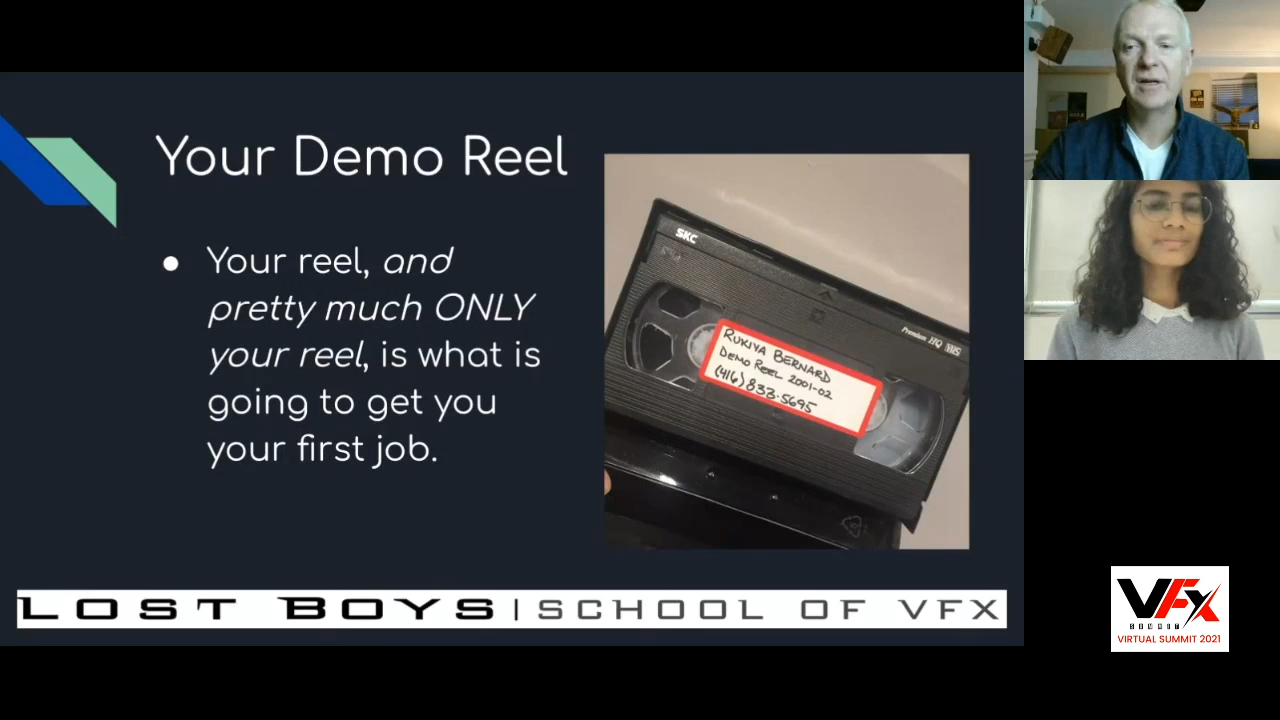 Your Demo Reel
● Your reel, and
pretty much ONLY
your reel, is what is
going to get you
your first job.
SKC
Premium HQ VHS
RUKIYA BERNARD
DEMO REEL 2001-02
(416) 833-5695
LOST BOYS | SCHOOL OF VFX
VFX
SUMMIT
VIRTUAL SUMMIT 2021